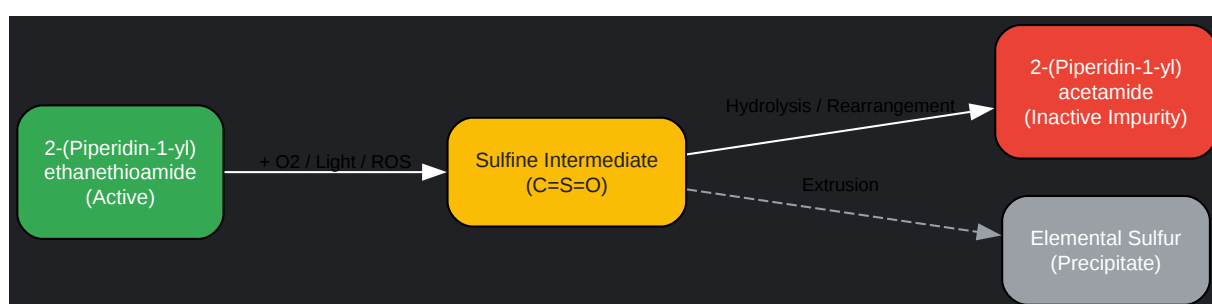 2-(Piperidin-1-yl)
ethanethioamide
(Active)
+ O2 / Light / ROS
Sulfine Intermediate
(C=S=O)
Hydrolysis / Rearrangement
Extrusion
2-(Piperidin-1-yl)
acetamide
(Inactive Impurity)
Elemental Sulfur
(Precipitate)